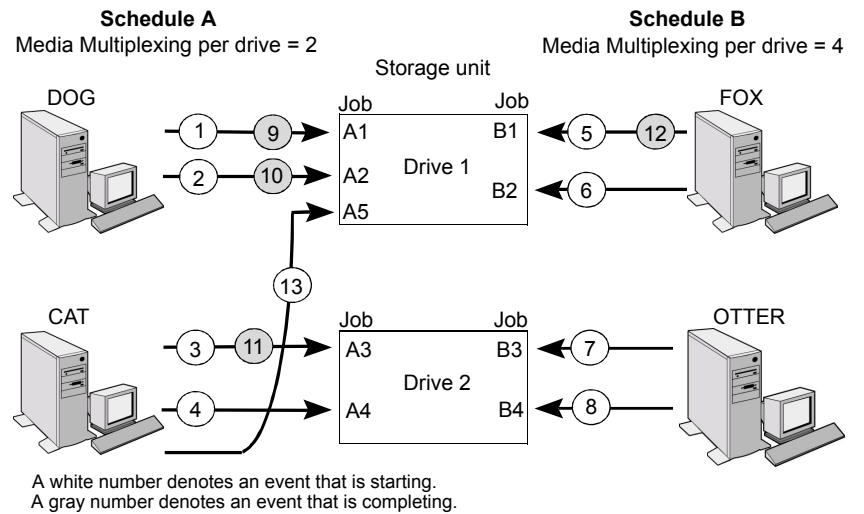 Schedule A
Media Multiplexing per drive = 2
Schedule B
Media Multiplexing per drive = 4
Storage unit
DOG
FOX
Job
Job
1
9
A1
B1
5
12
Drive 1
2
10
A2
B2
6
A5
13
CAT
OTTER
Job
Job
3
11
A3
B3
7
Drive 2
4
A4
B4
8
A white number denotes an event that is starting.
A gray number denotes an event that is completing.